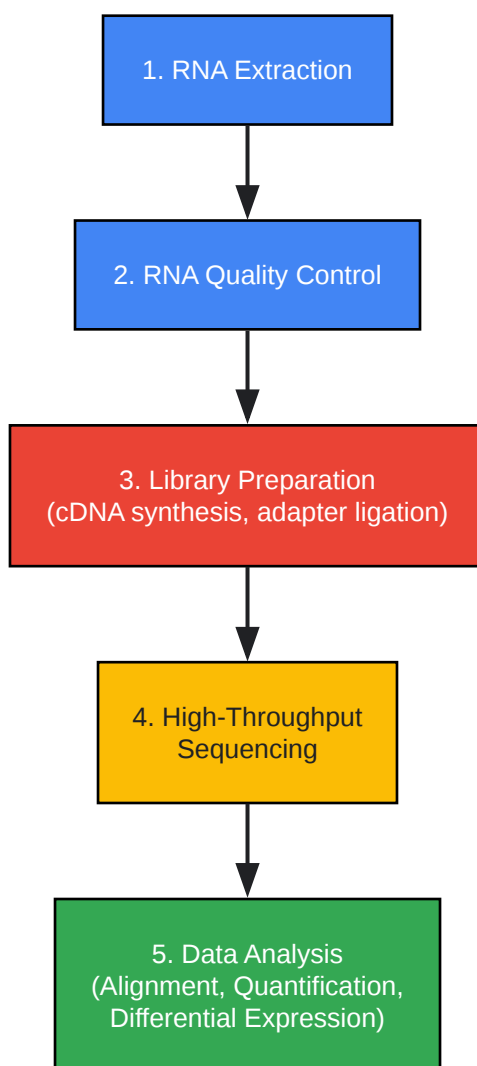 1. RNA Extraction
2. RNA Quality Control
3. Library Preparation
(cDNA synthesis, adapter ligation)
4. High-Throughput
Sequencing
5. Data Analysis
(Alignment, Quantification,
Differential Expression)